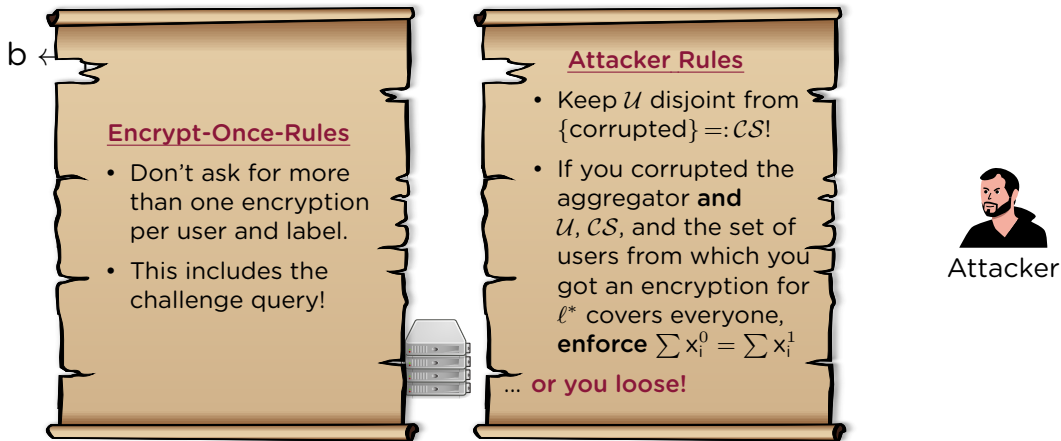 b ←
Encrypt-Once-Rules
• Don't ask for more
than one encryption
per user and label.
• This includes the
challenge query!
Attacker Rules
• Keep 𝒰 disjoint from
{corrupted} =: 𝒞𝒮!
• If you corrupted the
aggregator and
𝒰, 𝒞𝒮, and the set of
users from which you
got an encryption for
ℓ* covers everyone,
enforce ∑ x_i^0 = ∑ x_i^1
... or you loose!
Attacker